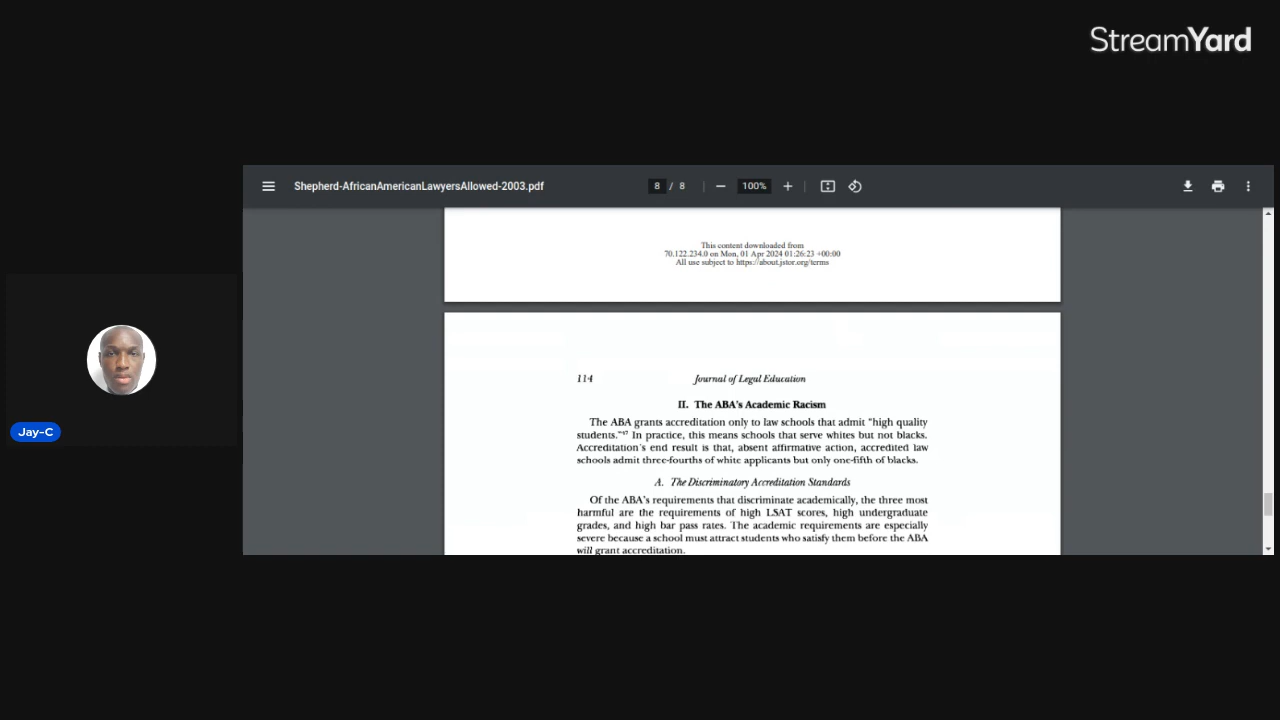 StreamYard
Shepherd-AfricanAmericanLawyersAllowed-2003.pdf
8 / 8
100%
This content downloaded from
70.122.234.0 on Mon, 01 Apr 2024 01:26:23 +00:00
All use subject to https://about.jstor.org/terms
114 Journal of Legal Education
II. The ABA's Academic Racism
The ABA grants accreditation only to law schools that admit "high quality
students."47 In practice, this means schools that serve whites but not blacks.
Accreditation's end result is that, absent affirmative action, accredited law
schools admit three-fourths of white applicants but only one-fifth of blacks.
A. The Discriminatory Accreditation Standards
Of the ABA's requirements that discriminate academically, the three most
harmful are the requirements of high LSAT scores, high undergraduate
grades, and high bar pass rates. The academic requirements are especially
severe because a school must attract students who satisfy them before the ABA
will grant accreditation.
Jay-C